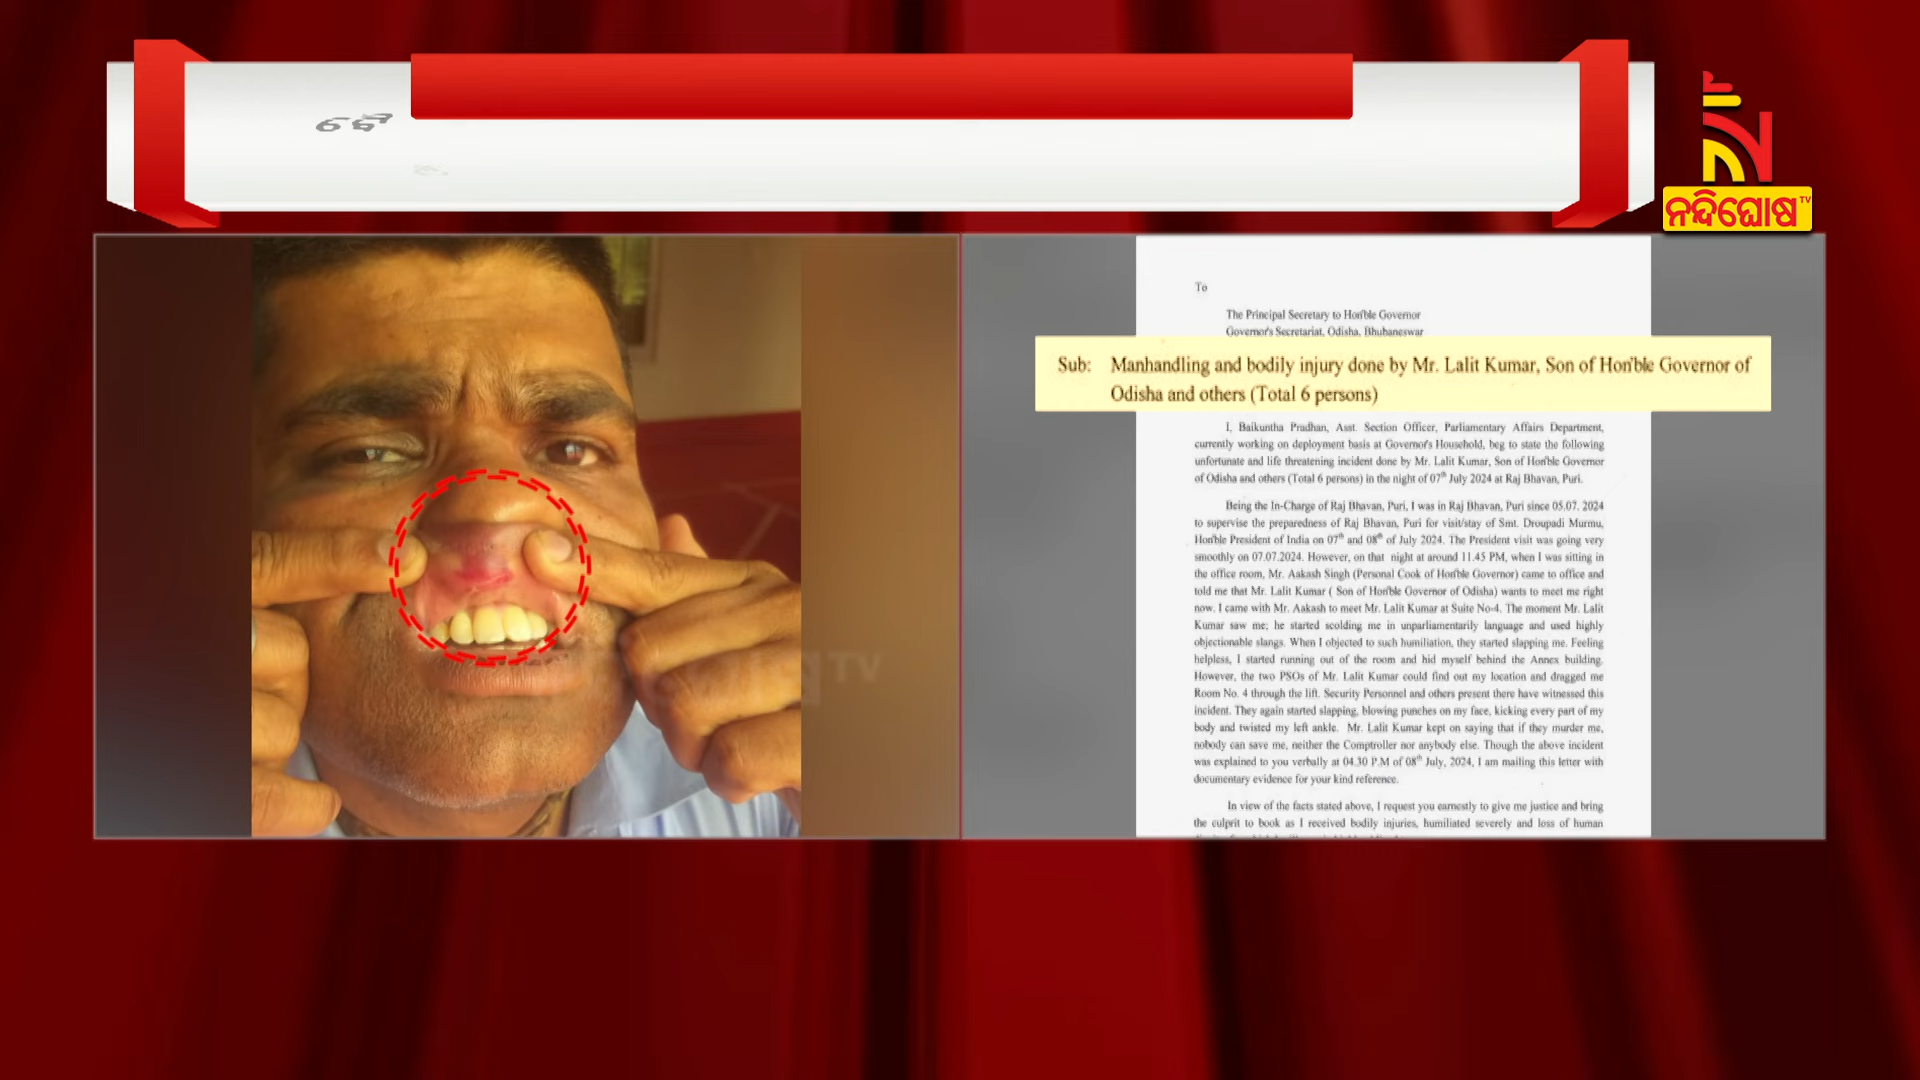 ନନ୍ଦିଘୋଷ TV
TV
To
The Principal Secretary to Hon'ble Governor
Governor's Secretariat, Odisha, Bhubaneswar
Sub: Manhandling and bodily injury done by Mr. Lalit Kumar, Son of Hon'ble Governor of
Odisha and others (Total 6 persons)
I, Baikuntha Pradhan, Asst. Section Officer, Parliamentary Affairs Department,
currently working on deployment basis at Governor's Household, beg to state the following
unfortunate and life threatening incident done by Mr. Lalit Kumar, Son of Hon'ble Governor
of Odisha and others (Total 6 persons) in the night of 07th July 2024 at Raj Bhavan, Puri.
Being the In-Charge of Raj Bhavan, Puri, I was in Raj Bhavan, Puri since 05.07. 2024
to supervise the preparedness of Raj Bhavan, Puri for visit/stay of Smt. Droupadi Murmu,
Hon'ble President of India on 07th and 08th of July 2024. The President visit was going very
smoothly on 07.07.2024. However, on that night at around 11.45 PM, when I was sitting in
the office room, Mr. Aakash Singh (Personal Cook of Hon'ble Governor) came to office and
told me that Mr. Lalit Kumar ( Son of Hon'ble Governor of Odisha) wants to meet me right
now. I came with Mr. Aakash to meet Mr. Lalit Kumar at Suite No-4. The moment Mr. Lalit
Kumar saw me; he started scolding me in unparliamentarily language and used highly
objectionable slangs. When I objected to such humiliation, they started slapping me. Feeling
helpless, I started running out of the room and hid myself behind the Annex building.
However, the two PSOs of Mr. Lalit Kumar could find out my location and dragged me
Room No. 4 through the lift. Security Personnel and others present there have witnessed this
incident. They again started slapping, blowing punches on my face, kicking every part of my
body and twisted my left ankle. Mr. Lalit Kumar kept on saying that if they murder me,
nobody can save me, neither the Comptroller nor anybody else. Though the above incident
was explained to you verbally at 04.30 P.M of 08th July, 2024, I am mailing this letter with
documentary evidence for your kind reference.
In view of the facts stated above, I request you earnestly to give me justice and bring
the culprit to book as I received bodily injuries, humiliated severely and loss of human